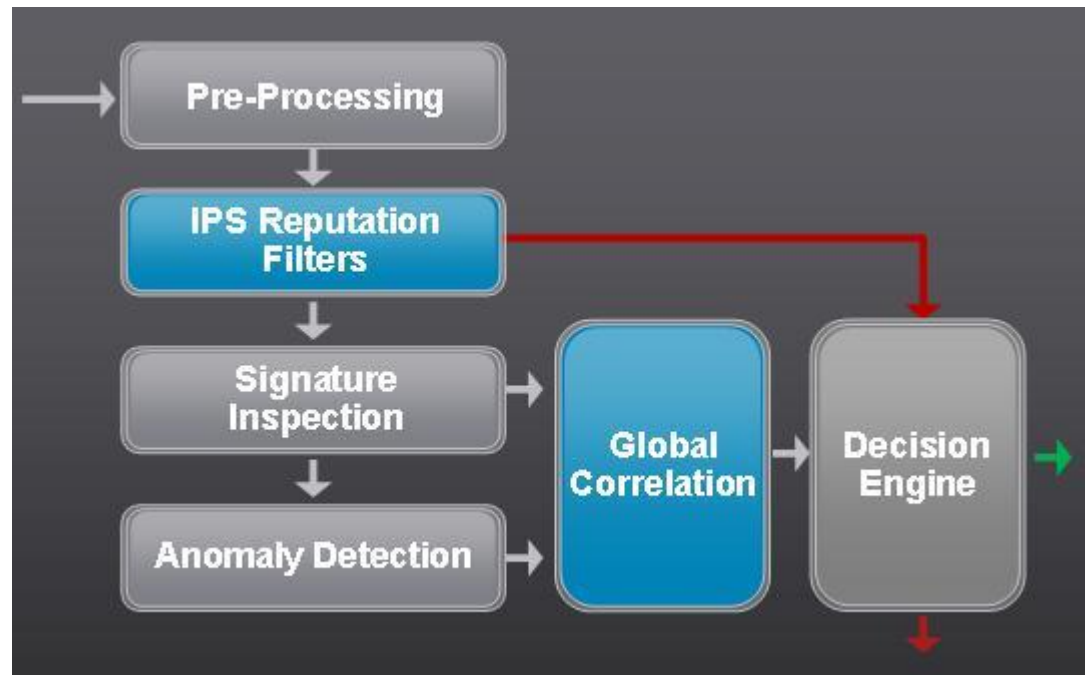 Pre-Processing
IPS Reputation
Filters
Signature
Inspection
Anomaly Detection
Global
Correlation
Decision
Engine